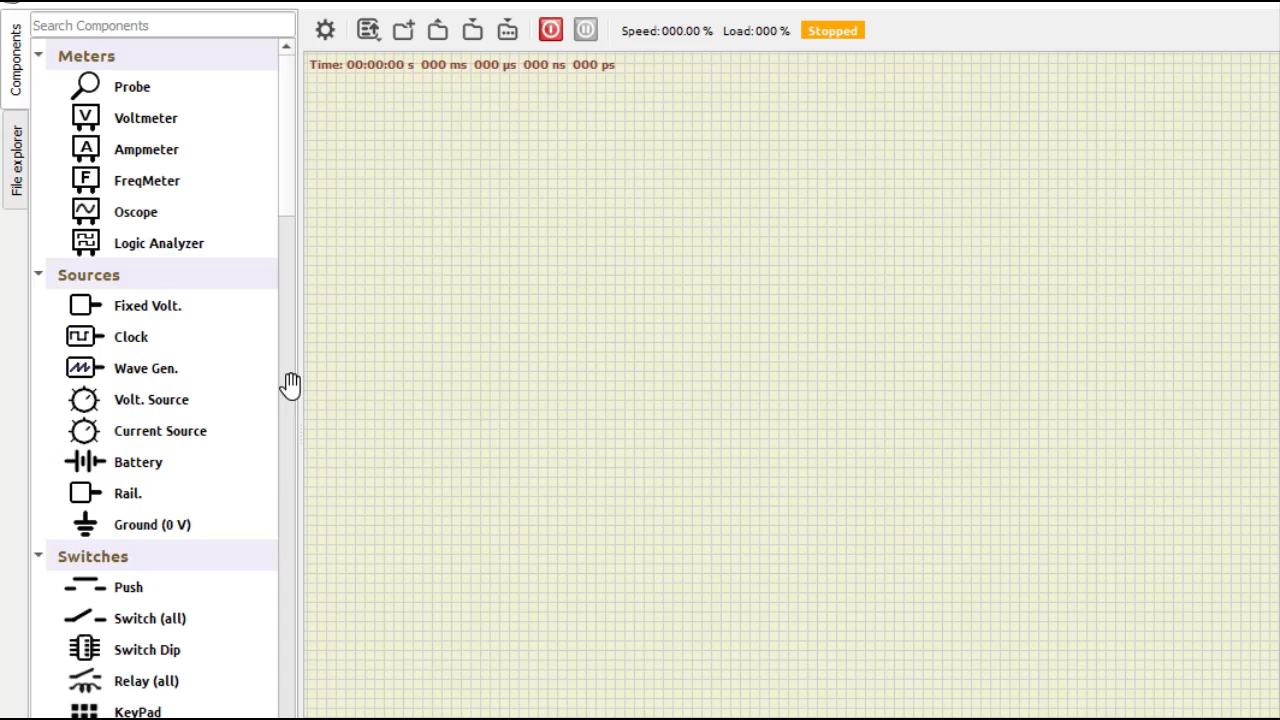 Components
File explorer
Search Components
Meters
Probe
V Voltmeter
A Ampmeter
F FreqMeter
Oscope
Logic Analyzer
Sources
Fixed Volt.
Clock
Wave Gen.
Volt. Source
Current Source
Battery
Rail.
Ground (0 V)
Switches
Push
Switch (all)
Switch Dip
Relay (all)
KeyPad
Speed:000.00 % Load:000 % Stopped
Time: 00:00:00 s 000 ms 000 µs 000 ns 000 ps